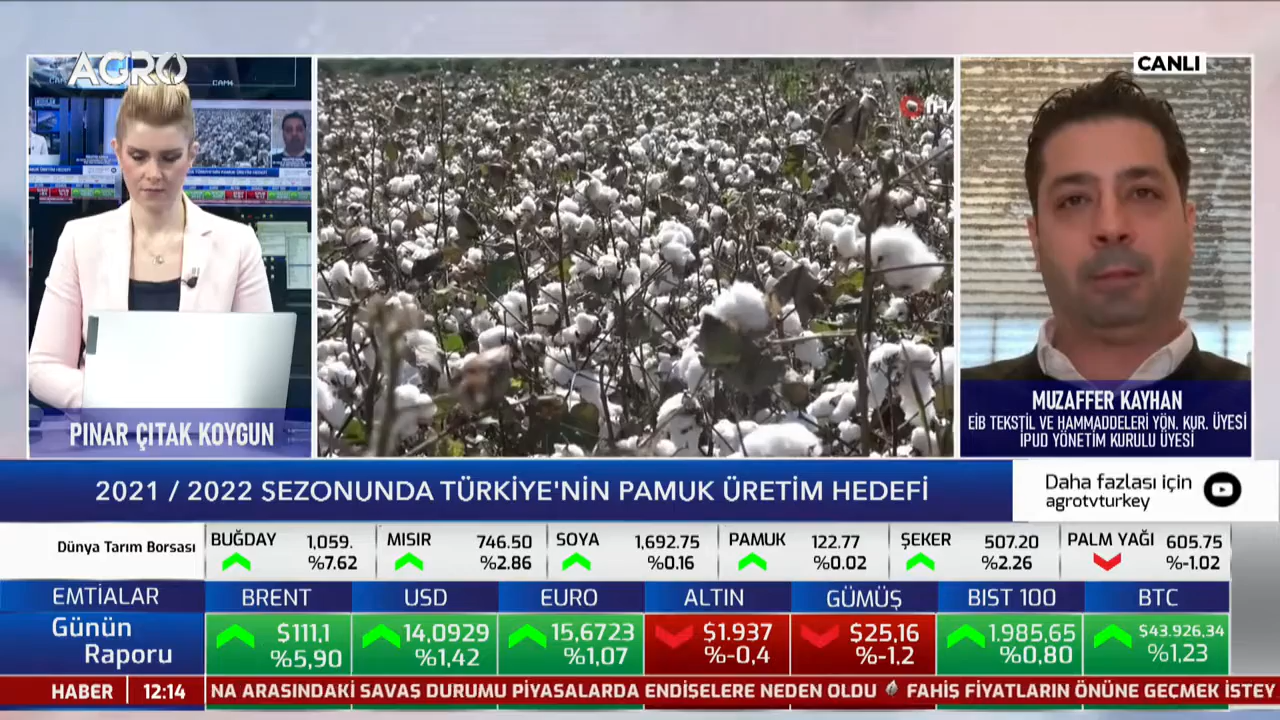 AGRO
CAM4
CANLI
PINAR ÇITAK KOYGUN
MUZAFFER KAYHAN
EİB TEKSTİL VE HAMMADDELERİ YÖN. KUR. ÜYESİ
İPUD YÖNETİM KURULU ÜYESİ
2021 / 2022 SEZONUNDA TÜRKİYE'NİN PAMUK ÜRETİM HEDEFİ
Daha fazlası için
agrotvturkey
Dünya Tarım Borsası
BUĞDAY 1,059. %7.62
MISIR 746.50 %2.86
SOYA 1,692.75 %0.16
PAMUK 122.77 %0.02
ŞEKER 507.20 %2.26
PALM YAĞI 605.75 %-1.02
EMTİALAR BRENT USD EURO ALTIN GÜMÜŞ BIST 100 BTC
Günün $111,1 14,0929 15,6723 $1.937 $25,16 1.985,65 $43.926,34
Raporu %5,90 %1,42 %1,07 %-0,4 %-1,2 %0,80 %1,23
HABER 12:14 NA ARASINDAKİ SAVAŞ DURUMU PİYASALARDA ENDİŞELERE NEDEN OLDU FAHİŞ FİYATLARIN ÖNÜNE GEÇMEK İSTEY